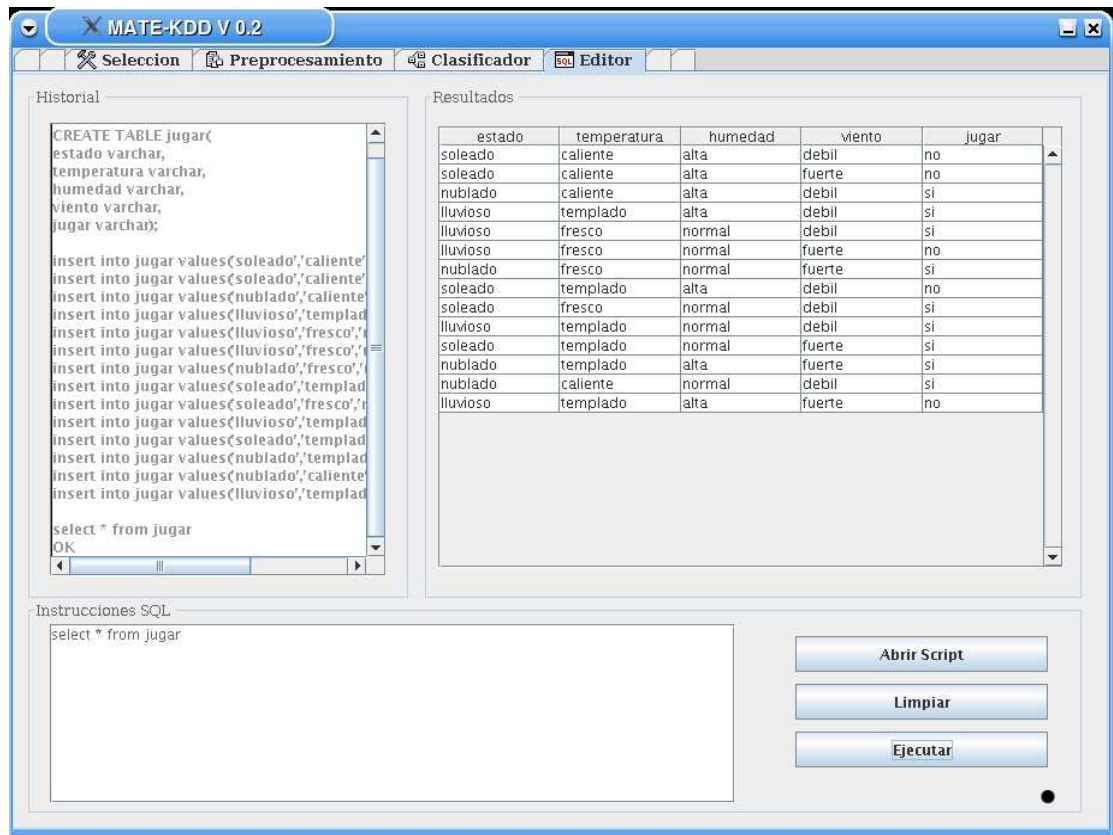 MATE-KDD V 0.2
Seleccion Preprocesamiento Clasificador SQL Editor
Historial
CREATE TABLE jugar(
estado varchar,
temperatura varchar,
humedad varchar,
viento varchar,
jugar varchar);
insert into jugar values('soleado','caliente'
insert into jugar values('soleado','caliente'
insert into jugar values('nublado','caliente'
insert into jugar values('lluvioso','templad
insert into jugar values('lluvioso','fresco','
insert into jugar values('lluvioso','fresco','
insert into jugar values('nublado','fresco','
insert into jugar values('soleado','templad
insert into jugar values('soleado','fresco','
insert into jugar values('lluvioso','templad
insert into jugar values('soleado','templad
insert into jugar values('nublado','templad
insert into jugar values('nublado','caliente'
insert into jugar values('lluvioso','templad
select * from jugar
OK
Resultados
estado temperatura humedad viento jugar
soleado caliente alta debil no
soleado caliente alta fuerte no
nublado caliente alta debil si
lluvioso templado alta debil si
lluvioso fresco normal debil si
lluvioso fresco normal fuerte no
nublado fresco normal fuerte si
soleado templado alta debil no
soleado fresco normal debil si
lluvioso templado normal debil si
soleado templado normal fuerte si
nublado templado alta fuerte si
nublado caliente normal debil si
lluvioso templado alta fuerte no
Instrucciones SQL
select * from jugar
Abrir Script
Limpiar
Ejecutar